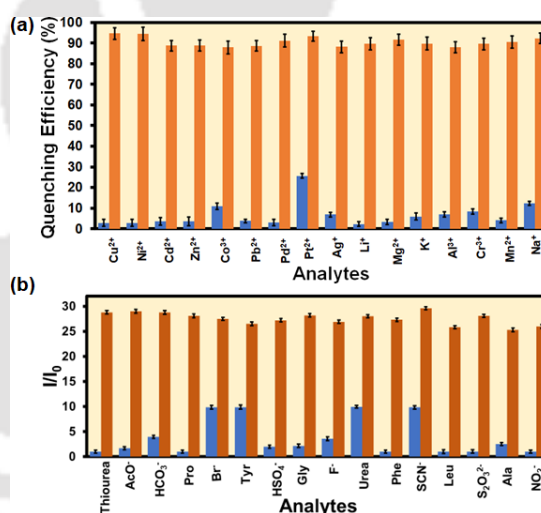 (a)
Quenching Efficiency (%)
100
90
80
70
60
50
40
30
20
10
0
Cu²⁺ Ni²⁺ Cd²⁺ Zn²⁺ Co³⁺ Pb²⁺ Pd²⁺ Pt²⁺ Ag⁺ Li⁺ Mg²⁺ K⁺ Al³⁺ Cr³⁺ Mn²⁺ Na⁺
Analytes
(b)
I/I₀
30
25
20
15
10
5
0
Thiourea AcO⁻ HCO₃⁻ Pro Br⁻ Tyr HSO₄⁻ Gly F⁻ Urea Phe SCN⁻ Leu S₂O₃²⁻ Ala
Analytes